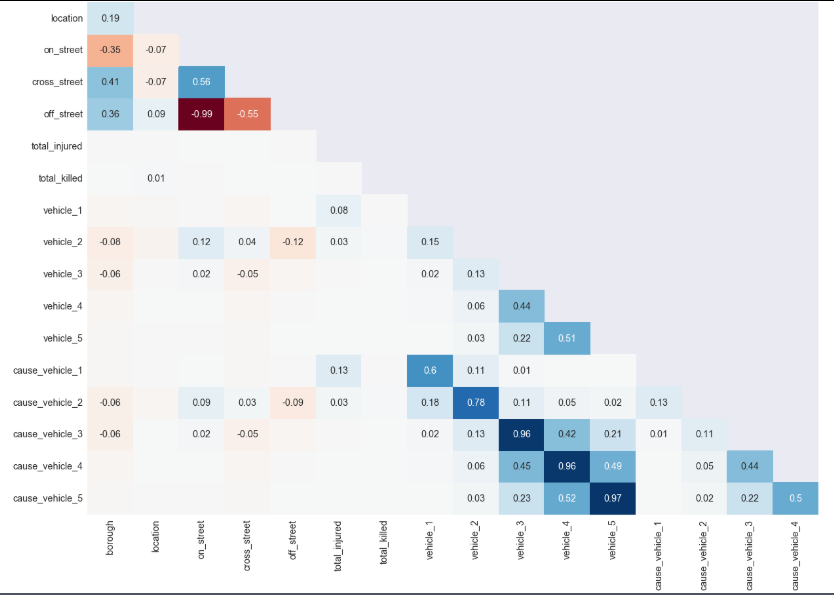 location 0.19
on_street -0.35 -0.07
cross_street 0.41 -0.07 0.56
off_street 0.36 0.09 -0.99 -0.55
total_injured
total_killed 0.01
vehicle_1 0.08
vehicle_2 -0.08 0.12 0.04 -0.12 0.03 0.15
vehicle_3 -0.06 0.02 -0.05 0.02 0.13
vehicle_4 0.06 0.44
vehicle_5 0.03 0.22 0.51
cause_vehicle_1 0.13 0.6 0.11 0.01
cause_vehicle_2 -0.06 0.09 0.03 -0.09 0.03 0.18 0.78 0.11 0.05 0.02 0.13
cause_vehicle_3 -0.06 0.02 -0.05 0.02 0.13 0.96 0.42 0.21 0.01 0.11
cause_vehicle_4 0.06 0.45 0.96 0.49 0.05 0.44
cause_vehicle_5 0.03 0.23 0.52 0.97 0.02 0.22 0.5
borough location on_street cross_street off_street total_injured total_killed vehicle_1 vehicle_2 vehicle_3 vehicle_4 vehicle_5 cause_vehicle_1 cause_vehicle_2 cause_vehicle_3 cause_vehicle_4